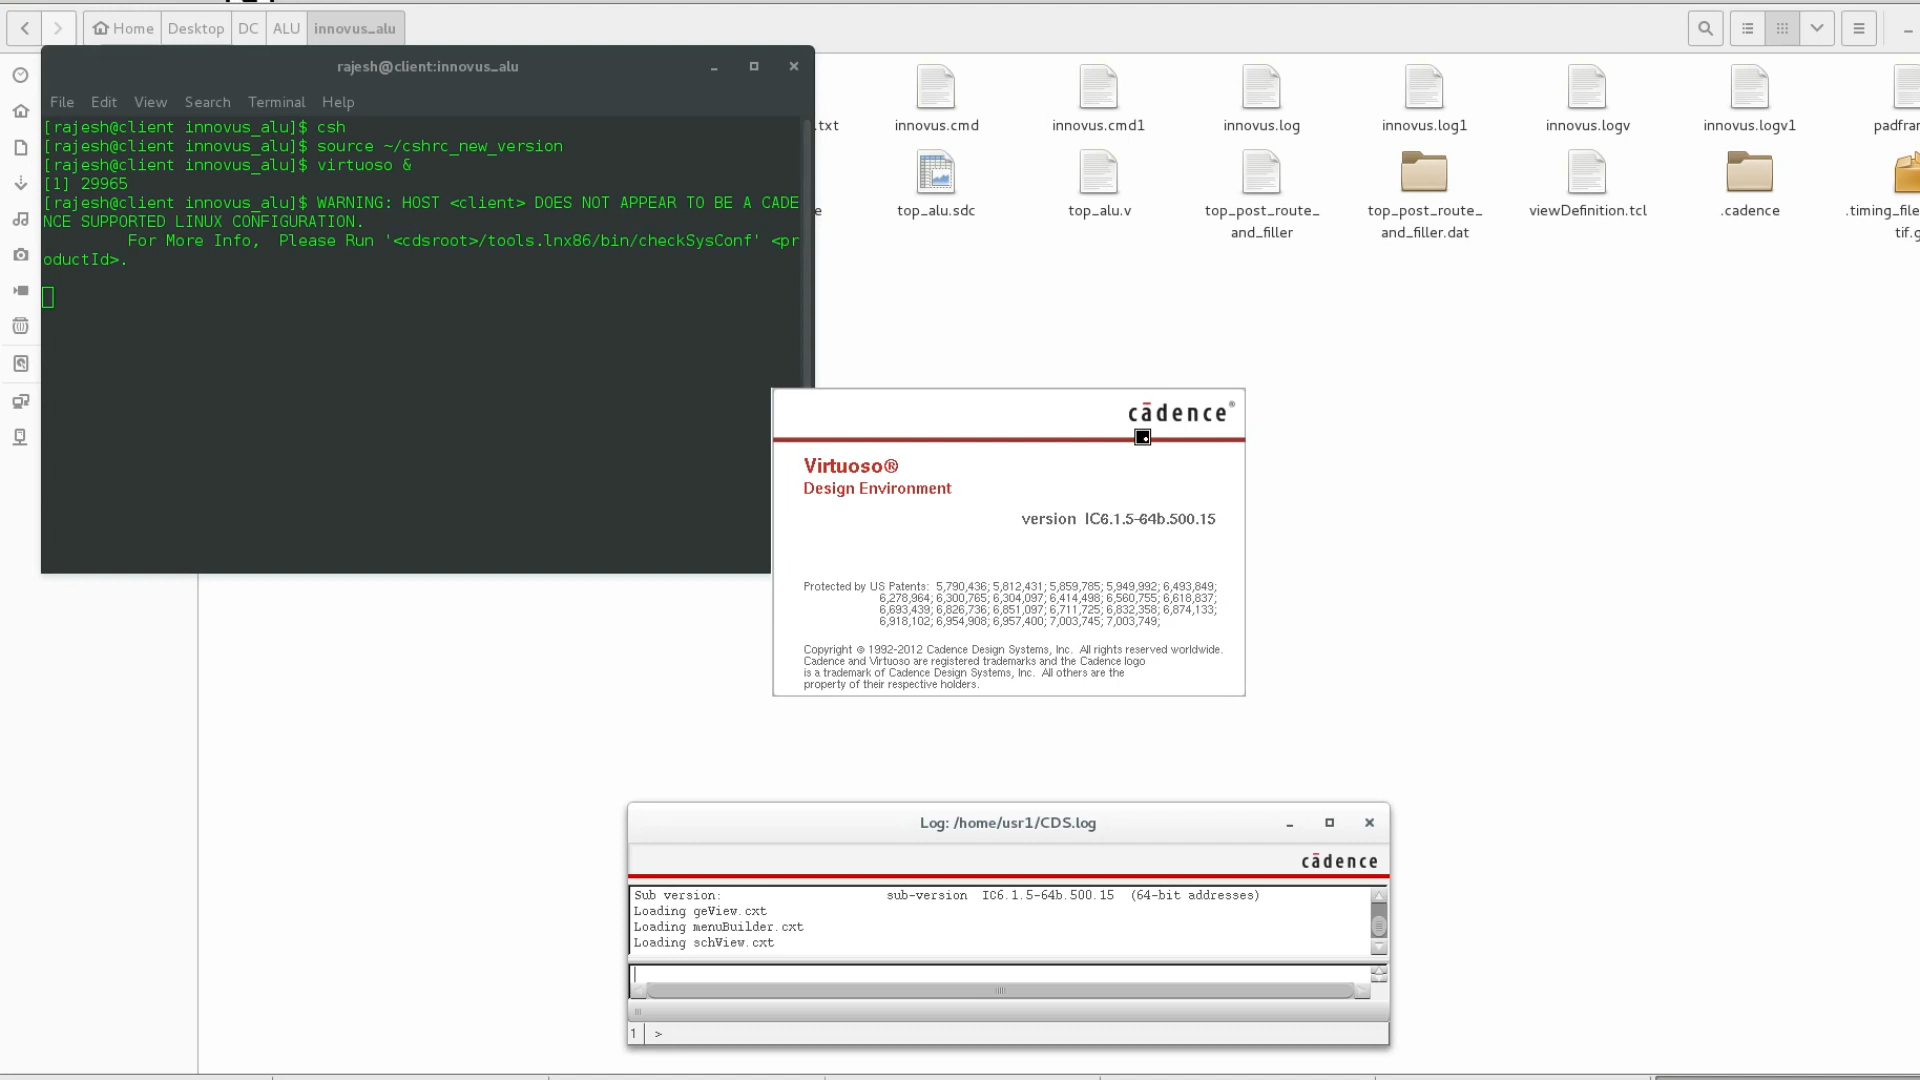 Home Desktop DC ALU innovus_alu
rajesh@client:innovus_alu
File Edit View Search Terminal Help
[rajesh@client innovus_alu]$ csh
[rajesh@client innovus_alu]$ source ~/cshrc_new_version
[rajesh@client innovus_alu]$ virtuoso &
[1] 29965
[rajesh@client innovus_alu]$ WARNING: HOST <client> DOES NOT APPEAR TO BE A CADE
NCE SUPPORTED LINUX CONFIGURATION.
For More Info, Please Run '<cdsroot>/tools.lnx86/bin/checkSysConf' <pr
oductId>.
.txt innovus.cmd innovus.cmd1 innovus.log innovus.log1 innovus.logv innovus.logv1 padfra
e top_alu.sdc top_alu.v top_post_route_ top_post_route_ viewDefinition.tcl .cadence .timing_file
and_filler and_filler.dat tif.g
cādence®
Virtuoso®
Design Environment
version IC6.1.5-64b.500.15
Protected by US Patents: 5,790,436; 5,812,431; 5,859,785; 5,949,992; 6,493,849;
6,278,964; 6,300,765; 6,304,097; 6,414,498; 6,560,755; 6,618,837;
6,693,439; 6,826,736; 6,851,097; 6,711,725; 6,832,358; 6,874,133;
6,918,102; 6,954,908; 6,957,400; 7,003,745; 7,003,749;
Copyright © 1992-2012 Cadence Design Systems, Inc. All rights reserved worldwide.
Cadence and Virtuoso are registered trademarks and the Cadence logo
is a trademark of Cadence Design Systems, Inc. All others are the
property of their respective holders.
Log: /home/usr1/CDS.log
cādence
Sub version: sub-version IC6.1.5-64b.500.15 (64-bit addresses)
Loading geView.cxt
Loading menuBuilder.cxt
Loading schView.cxt
1 >